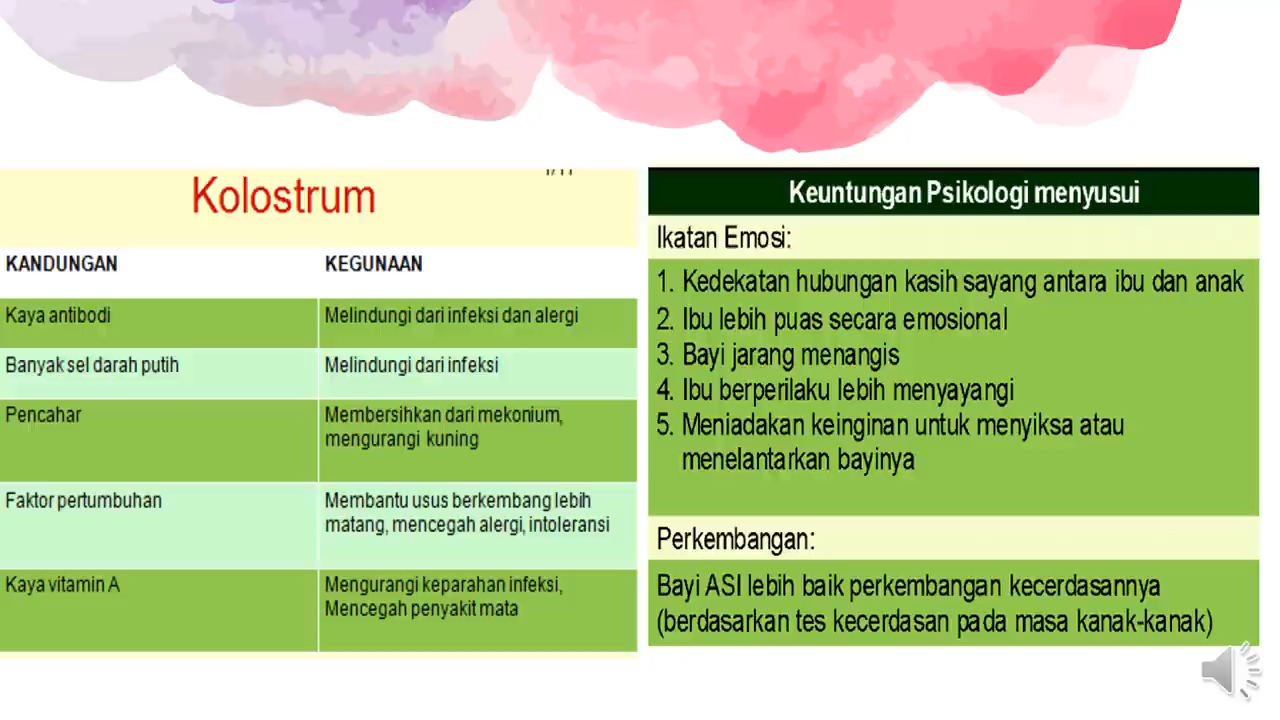 Kolostrum
KANDUNGAN KEGUNAAN
Kaya antibodi Melindungi dari infeksi dan alergi
Banyak sel darah putih Melindungi dari infeksi
Pencahar Membersihkan dari mekonium,
mengurangi kuning
Faktor pertumbuhan Membantu usus berkembang lebih
matang, mencegah alergi, intoleransi
Kaya vitamin A Mengurangi keparahan infeksi,
Mencegah penyakit mata
Keuntungan Psikologi menyusui
Ikatan Emosi:
1. Kedekatan hubungan kasih sayang antara ibu dan anak
2. Ibu lebih puas secara emosional
3. Bayi jarang menangis
4. Ibu berperilaku lebih menyayangi
5. Meniadakan keinginan untuk menyiksa atau
menelantarkan bayinya
Perkembangan:
Bayi ASI lebih baik perkembangan kecerdasannya
(berdasarkan tes kecerdasan pada masa kanak-kanak)